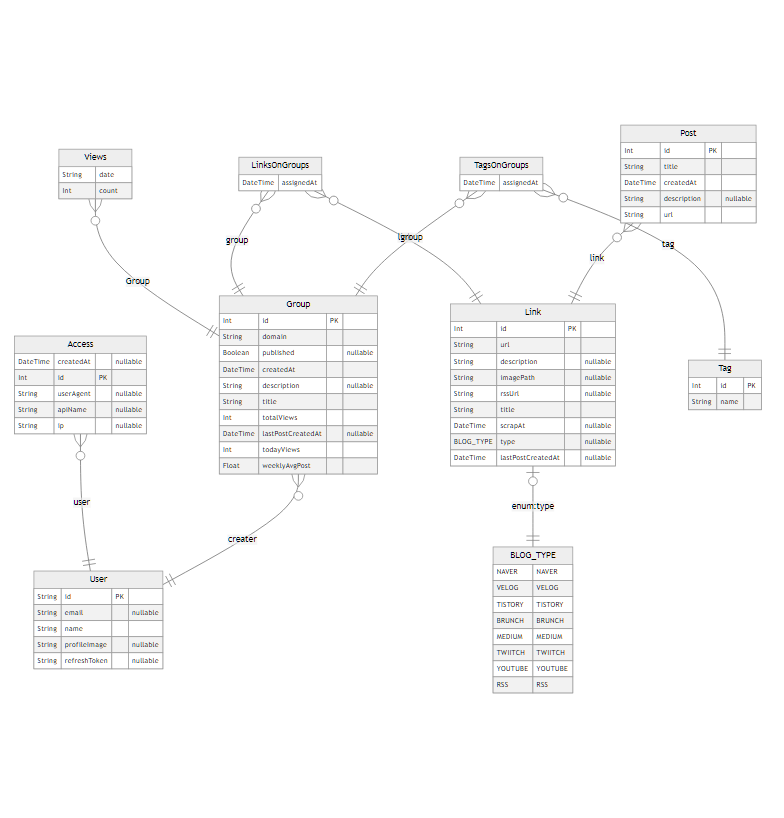 Views
String date
Int count
LinksOnGroups
DateTime assignedAt
TagsOnGroups
DateTime assignedAt
Post
Int id PK
String title
DateTime createdAt
String description nullable
String url
group
group
tag
link
Group
Group
Int id PK
String domain
Boolean published nullable
DateTime createdAt
String description nullable
String title
Int totalViews
DateTime lastPostCreatedAt nullable
Int todayViews
Float weeklyAvgPost
Link
Int id PK
String url
String description nullable
String imagePath nullable
String rssUrl nullable
String title
DateTime scrapAt nullable
BLOG_TYPE type nullable
DateTime lastPostCreatedAt nullable
Access
DateTime createdAt nullable
Int id PK
String userAgent nullable
String apiName nullable
String ip nullable
Tag
Int id PK
String name
user
creater
enum:type
User
String id PK
String email nullable
String name
String profileImage nullable
String refreshToken nullable
BLOG_TYPE
NAVER NAVER
VELOG VELOG
TISTORY TISTORY
BRUNCH BRUNCH
MEDIUM MEDIUM
TWIITCH TWIITCH
YOUTUBE YOUTUBE
RSS RSS